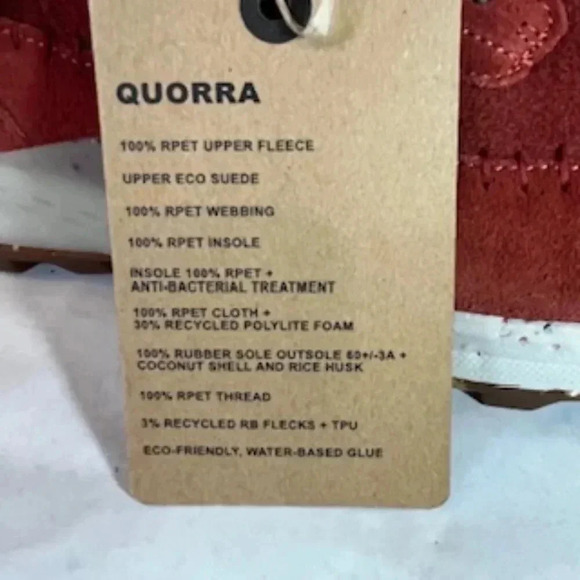 QUORRA
100% RPET UPPER FLEECE
UPPER ECO SUEDE
100% RPET WEBBING
100% RPET INSOLE
INSOLE 100% RPET +
ANTI-BACTERIAL TREATMENT
100% RPET CLOTH +
30% RECYCLED POLYLITE FOAM
100% RUBBER SOLE OUTSOLE 60+/-3A +
COCONUT SHELL AND RICE HUSK
100% RPET THREAD
3% RECYCLED RB FLECKS + TPU
ECO-FRIENDLY, WATER-BASED GLUE